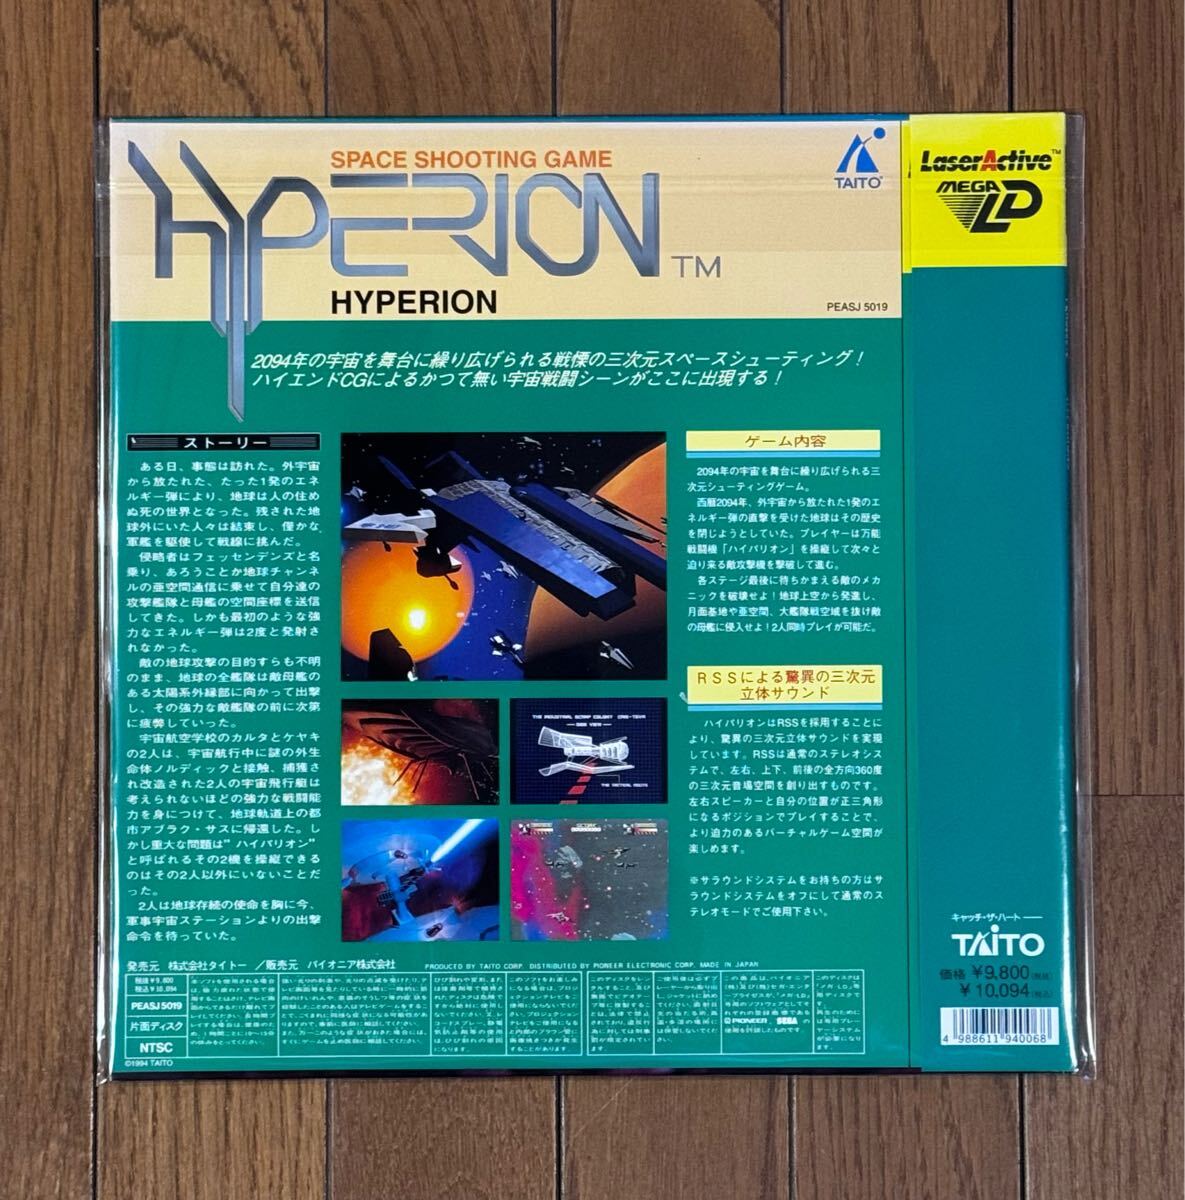 SPACE SHOOTING GAME
HYPERION
TM
HYPERION
TAITO
PEASJ 5019
LaserActive™
MEGA
LD
2094年の宇宙を舞台に繰り広げられる戦慄の三次元スペースシューティング！
ハイエンドCGによるかつて無い宇宙戦闘シーンがここに出現する！
ストーリー
ある日、事態は訪れた。外宇宙
から放たれた、たった1発のエネ
ルギー弾により、地球は人の住め
ぬ死の世界となった。残された地
球外にいた人々は結束し、僅かな
軍艦を駆使して戦線に挑んだ。
侵略者はフェッセンデンズと名
乗り、あろうことか地球チャンネ
ルの亜空間通信に乗せて自分達の
攻撃艦隊と母艦の空間座標を送信
してきた。しかも最初のような強
力なエネルギー弾は2度と発射さ
れなかった。
敵の地球攻撃の目的すらも不明
のまま、地球の全艦隊は敵母艦の
ある太陽系外縁部に向かって出撃
し、その強力な敵艦隊の前に次第
に疲弊していった。
宇宙航空学校のカルタとケヤキ
の2人は、宇宙航行中に謎の外生
命体ノルディックと接触、捕獲さ
れ改造された2人の宇宙飛行艇は
考えられないほどの強力な戦闘能
力を身につけて、地球軌道上の都
市アブラク・サスに帰還した。し
かし重大な問題は"ハイパリオン"
と呼ばれるその2機を操縦できる
のはその2人以外にいないことだ
った。
2人は地球存続の使命を胸に今、
軍事宇宙ステーションよりの出撃
命令を待っていた。
THE INDUSTRIAL SCRAP COLONY CRIS-TEVA
SIDE VIEW
THE TACTICAL ROUTE
ゲーム内容
2094年の宇宙を舞台に繰り広げられる三
次元シューティングゲーム。
西暦2094年、外宇宙から放たれた1発のエ
ネルギー弾の直撃を受けた地球はその歴史
を閉じようとしていた。プレイヤーは万能
戦闘機「ハイパリオン」を操縦して次々と
迫り来る敵攻撃機を撃破して進む。
各ステージ最後に待ちかまえる敵のメカ
ニックを破壊せよ！地球上空から発進し、
月面基地や亜空間、大艦隊戦空域を抜け敵
の母艦に侵入せよ！2人同時プレイが可能だ。
RSSによる驚異の三次元
立体サウンド
ハイパリオンはRSSを採用することに
より、驚異の三次元立体サウンドを実現
しています。RSSは通常のステレオシス
テムで、左右、上下、前後の全方向360度
の三次元音場空間を創り出すものです。
左右スピーカーと自分の位置が正三角形
になるポジションでプレイすることで、
より迫力のあるバーチャルゲーム空間が
楽しめます。
※サラウンドシステムをお持ちの方はサ
ラウンドシステムをオフにして通常のス
テレオモードでご使用下さい。
発売元 株式会社タイトー／販売元 パイオニア株式会社
PRODUCED BY TAITO CORP. DISTRIBUTED BY PIONEER ELECTRONIC CORP. MADE IN JAPAN
税抜¥9,800
税込¥10,094
PEASJ 5019
片面ディスク
NTSC
©1994 TAITO
PIONEER
SEGA
キャッチ・ザ・ハート
TAITO
価格 ¥9,800(税抜)
¥10,094(税込)
4 988611 940068